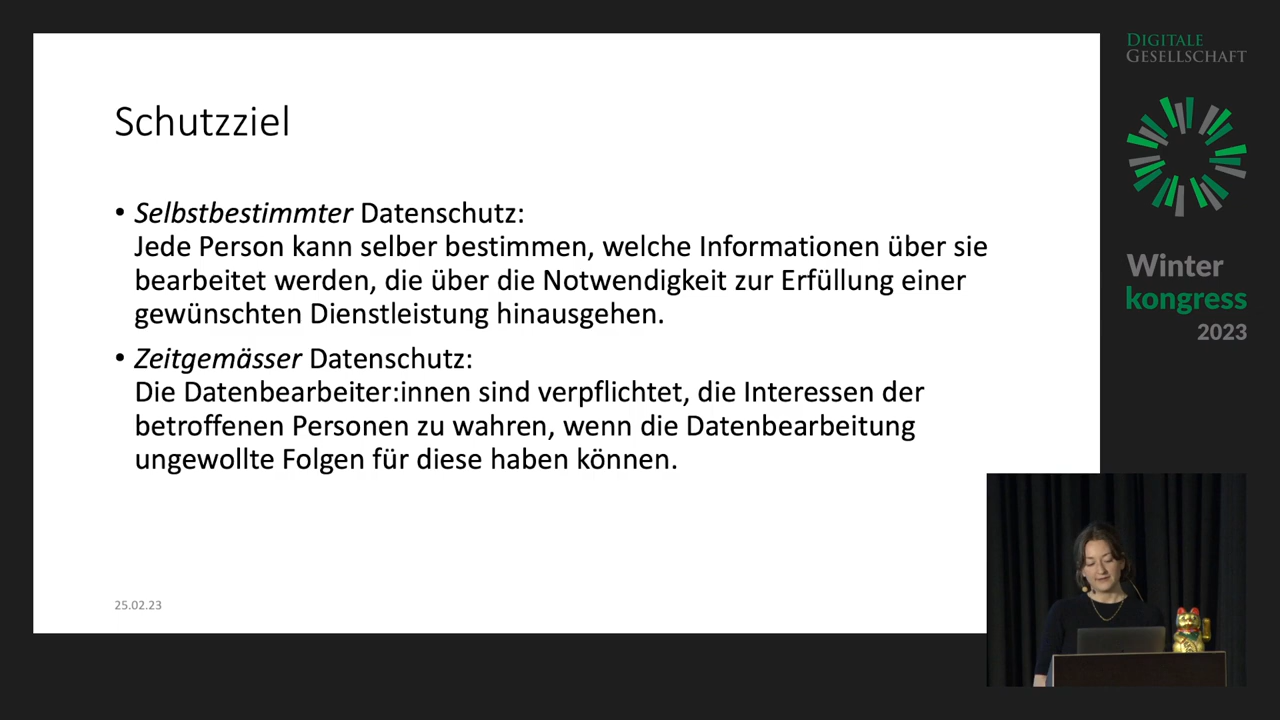 Schutzziel
• Selbstbestimmter Datenschutz:
Jede Person kann selber bestimmen, welche Informationen über sie
bearbeitet werden, die über die Notwendigkeit zur Erfüllung einer
gewünschten Dienstleistung hinausgehen.
• Zeitgemässer Datenschutz:
Die Datenbearbeiter:innen sind verpflichtet, die Interessen der
betroffenen Personen zu wahren, wenn die Datenbearbeitung
ungewollte Folgen für diese haben können.
25.02.23
DIGITALE
GESELLSCHAFT
Winter
kongress
2023